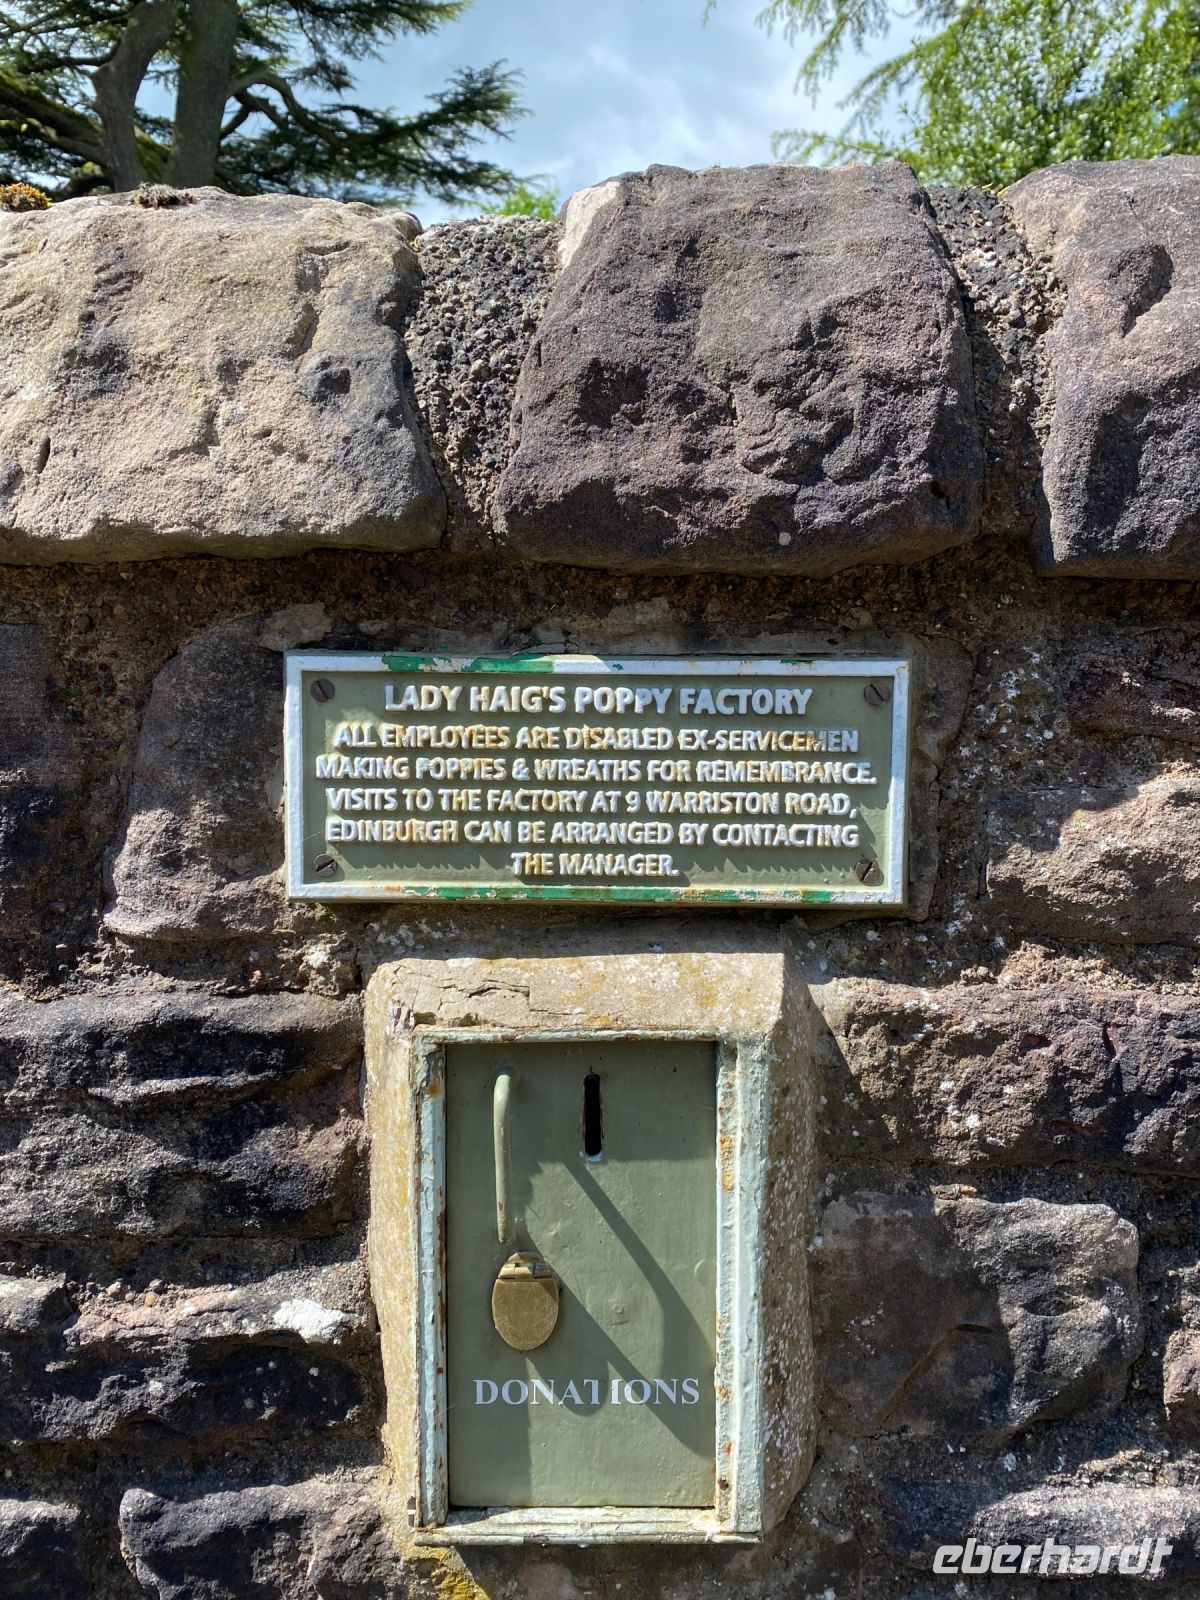 LADY HAIG'S POPPY FACTORY
ALL EMPLOYEES ARE DISABLED EX-SERVICEMEN
MAKING POPPIES & WREATHS FOR REMEMBRANCE.
VISITS TO THE FACTORY AT 9 WARRISTON ROAD,
EDINBURGH CAN BE ARRANGED BY CONTACTING
THE MANAGER.
DONATIONS
eberhardt